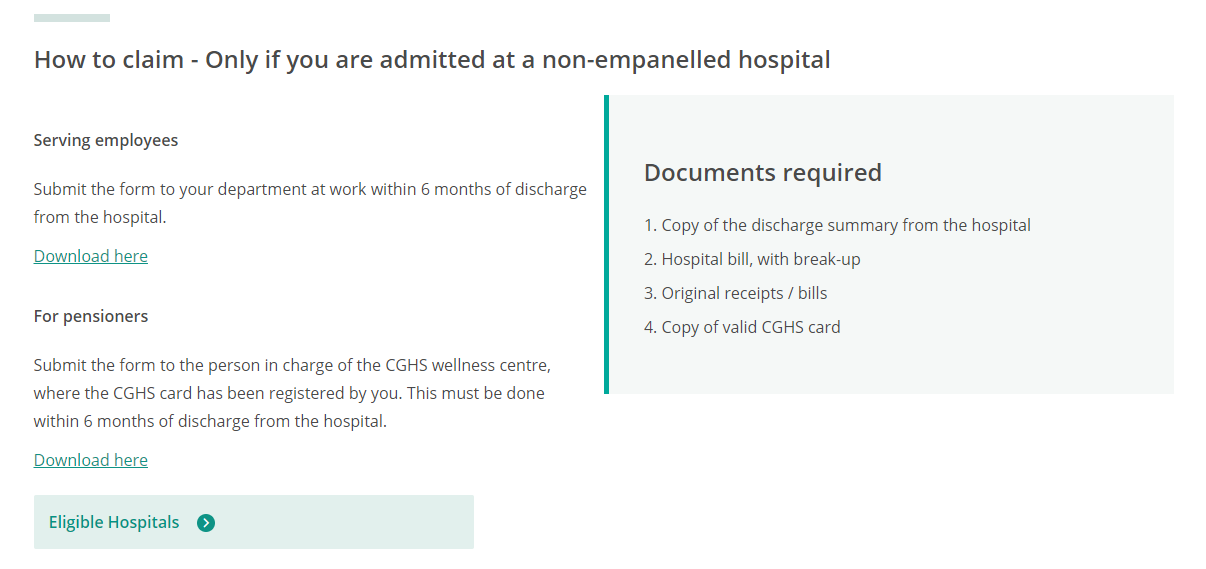 How to claim - Only if you are admitted at a non-empanelled hospital
Serving employees
Submit the form to your department at work within 6 months of discharge
from the hospital.
Download here
For pensioners
Submit the form to the person in charge of the CGHS wellness centre,
where the CGHS card has been registered by you. This must be done
within 6 months of discharge from the hospital.
Download here
Eligible Hospitals
Documents required
1. Copy of the discharge summary from the hospital
2. Hospital bill, with break-up
3. Original receipts / bills
4. Copy of valid CGHS card